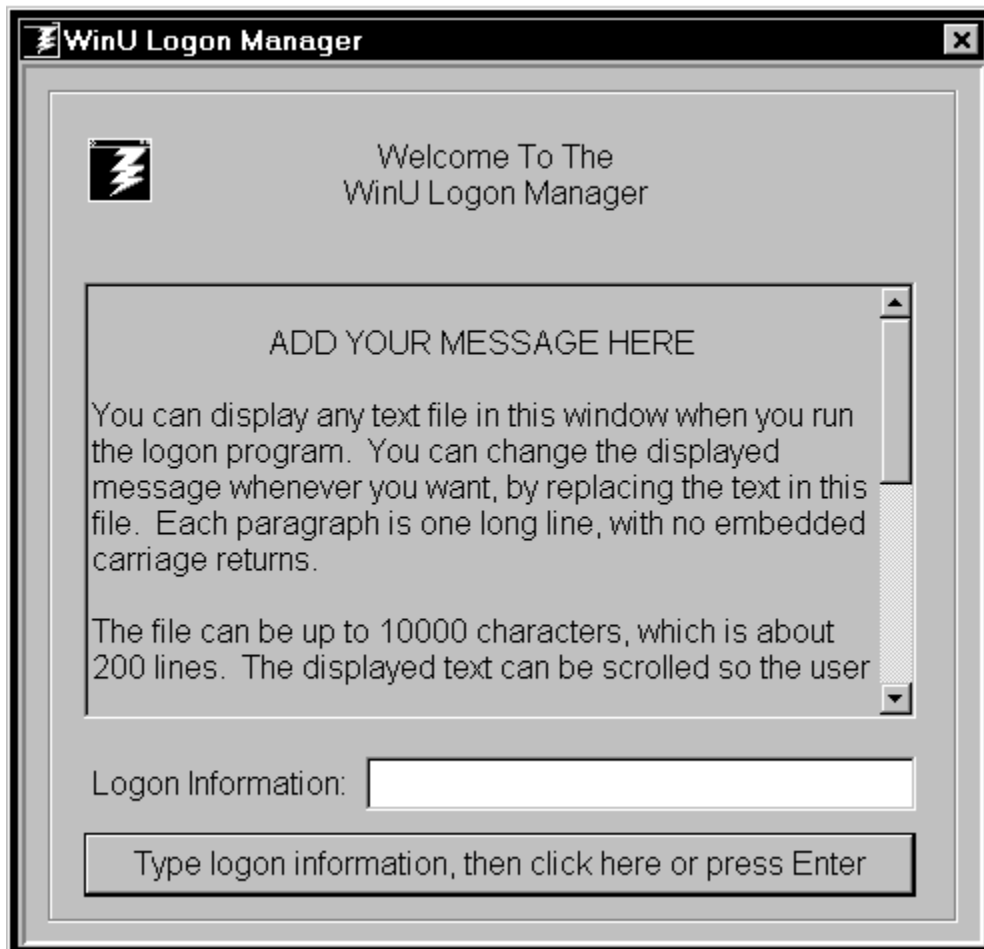 WinU Logon Manager
Welcome To The
WinU Logon Manager
ADD YOUR MESSAGE HERE
You can display any text file in this window when you run
the logon program.  You can change the displayed
message whenever you want, by replacing the text in this
file.  Each paragraph is one long line, with no embedded
carriage returns.
The file can be up to 10000 characters, which is about
200 lines.  The displayed text can be scrolled so the user
Logon Information:
Type logon information, then click here or press Enter